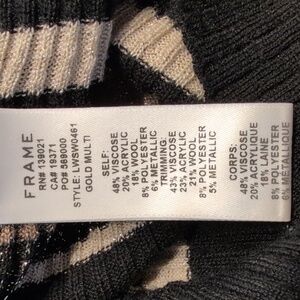 FRAME
RN# 139021
CA# 19371
PO# 569000
STYLE: LWSW0461
GOLD MULTI
SELF:
48% VISCOSE
20% ACRYLIC
18% WOOL
8% POLYESTER
6% METALLIC
TRIMMING:
43% VISCOSE
23% ACRYLIC
21% WOOL
8% POLYESTER
5% METALLIC
CORPS:
48% VISCOSE
20% ACRYLIQUE
18% LAINE
8% POLYESTER
6% METALLIQUE